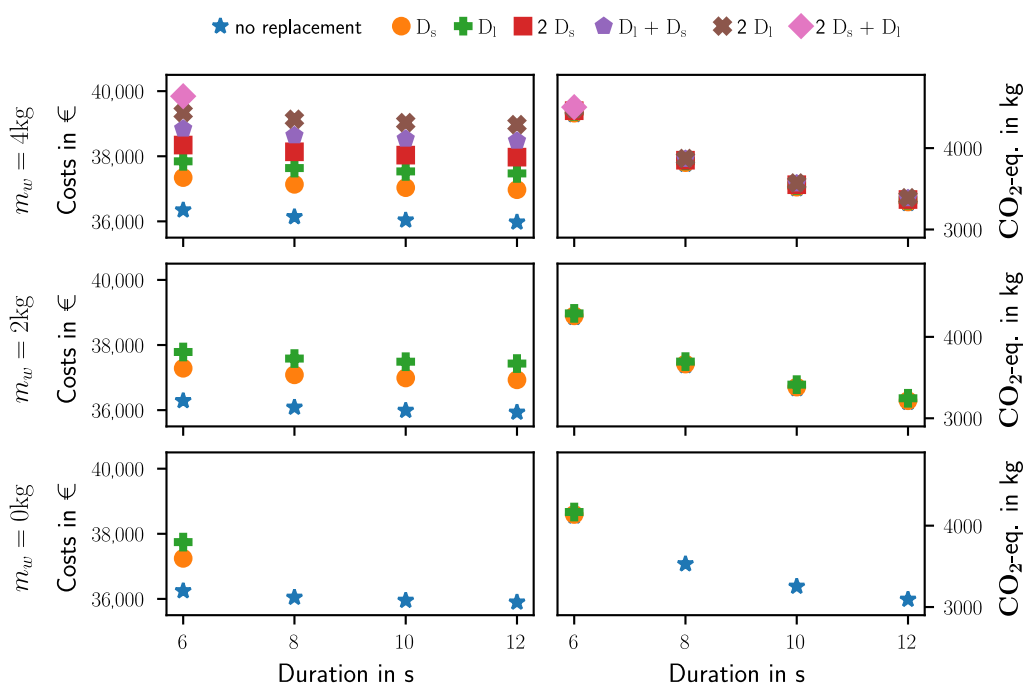 no replacement Dₛ Dₗ 2 Dₛ Dₗ + Dₛ 2 Dₗ 2 Dₛ + Dₗ
m_w = 4kg
Costs in €
40,000
38,000
36,000
4000
3000
CO₂-eq. in kg
m_w = 2kg
Costs in €
40,000
38,000
36,000
4000
3000
CO₂-eq. in kg
m_w = 0kg
Costs in €
40,000
38,000
36,000
4000
3000
CO₂-eq. in kg
6 8 10 12 6 8 10 12
Duration in s Duration in s